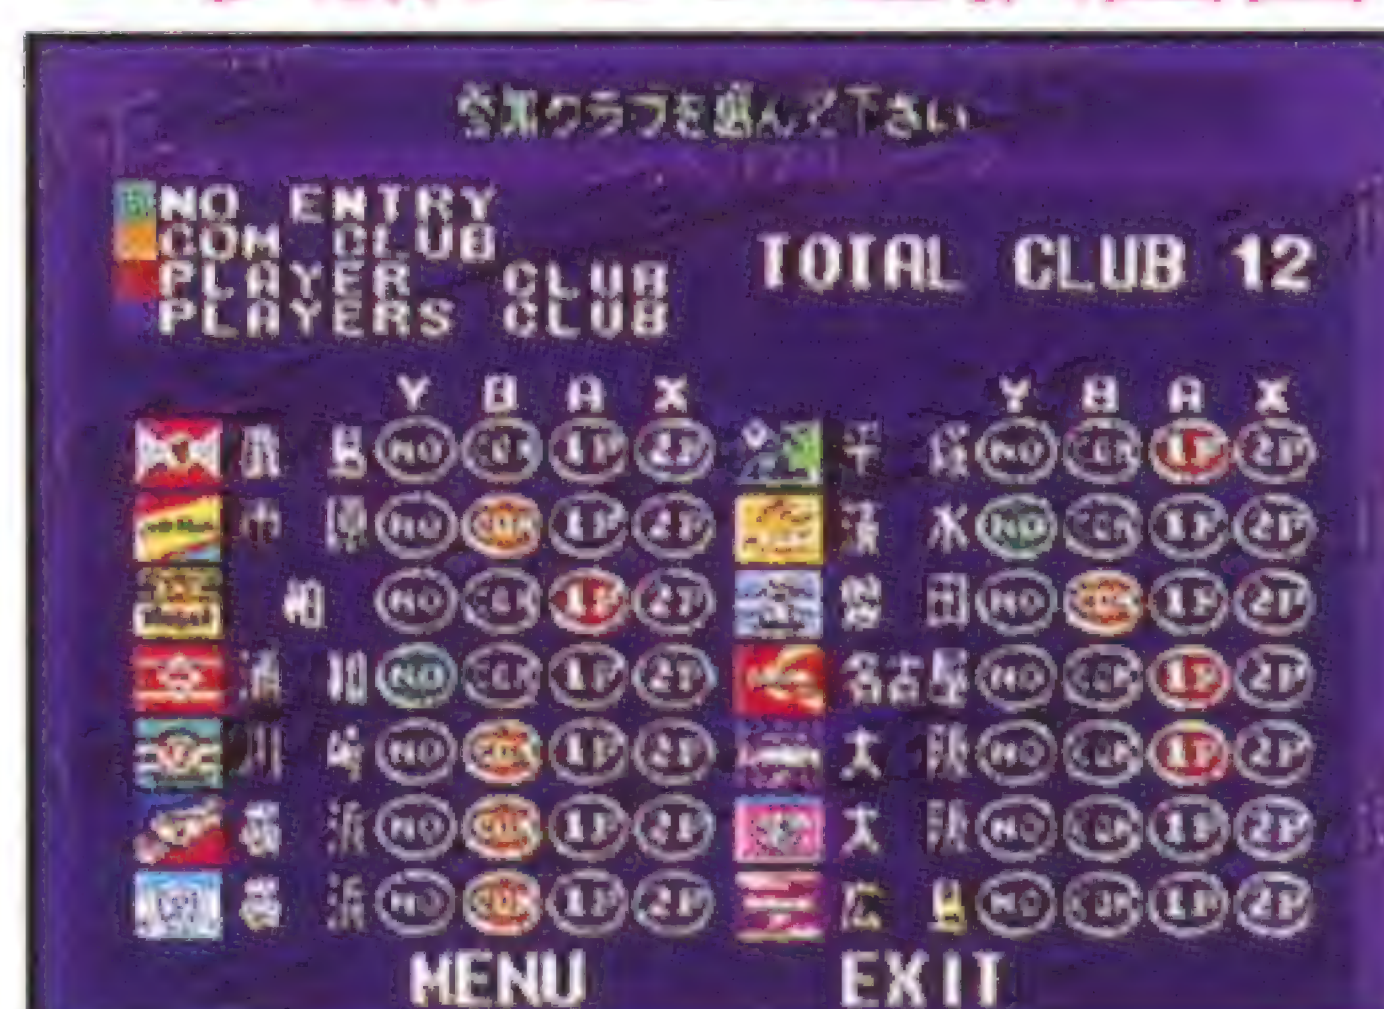 参加クラブを選んで下さい
NO ENTRY
COM CLUB
PLAYER CLUB
PLAYERS CLUB
TOTAL CLUB 12
Y B A X Y B A X
鹿 島 NO COM 1P 2P 平 塚 NO COM 1P 2P
市 原 NO COM 1P 2P 清 水 NO COM 1P 2P
柏 NO COM 1P 2P 磐 田 NO COM 1P 2P
浦 和 NO COM 1P 2P 名古屋 NO COM 1P 2P
川 崎 NO COM 1P 2P 大 阪 NO COM 1P 2P
横 浜 NO COM 1P 2P 大 阪 NO COM 1P 2P
横 浜 NO COM 1P 2P 広 島 NO COM 1P 2P
MENU EXIT